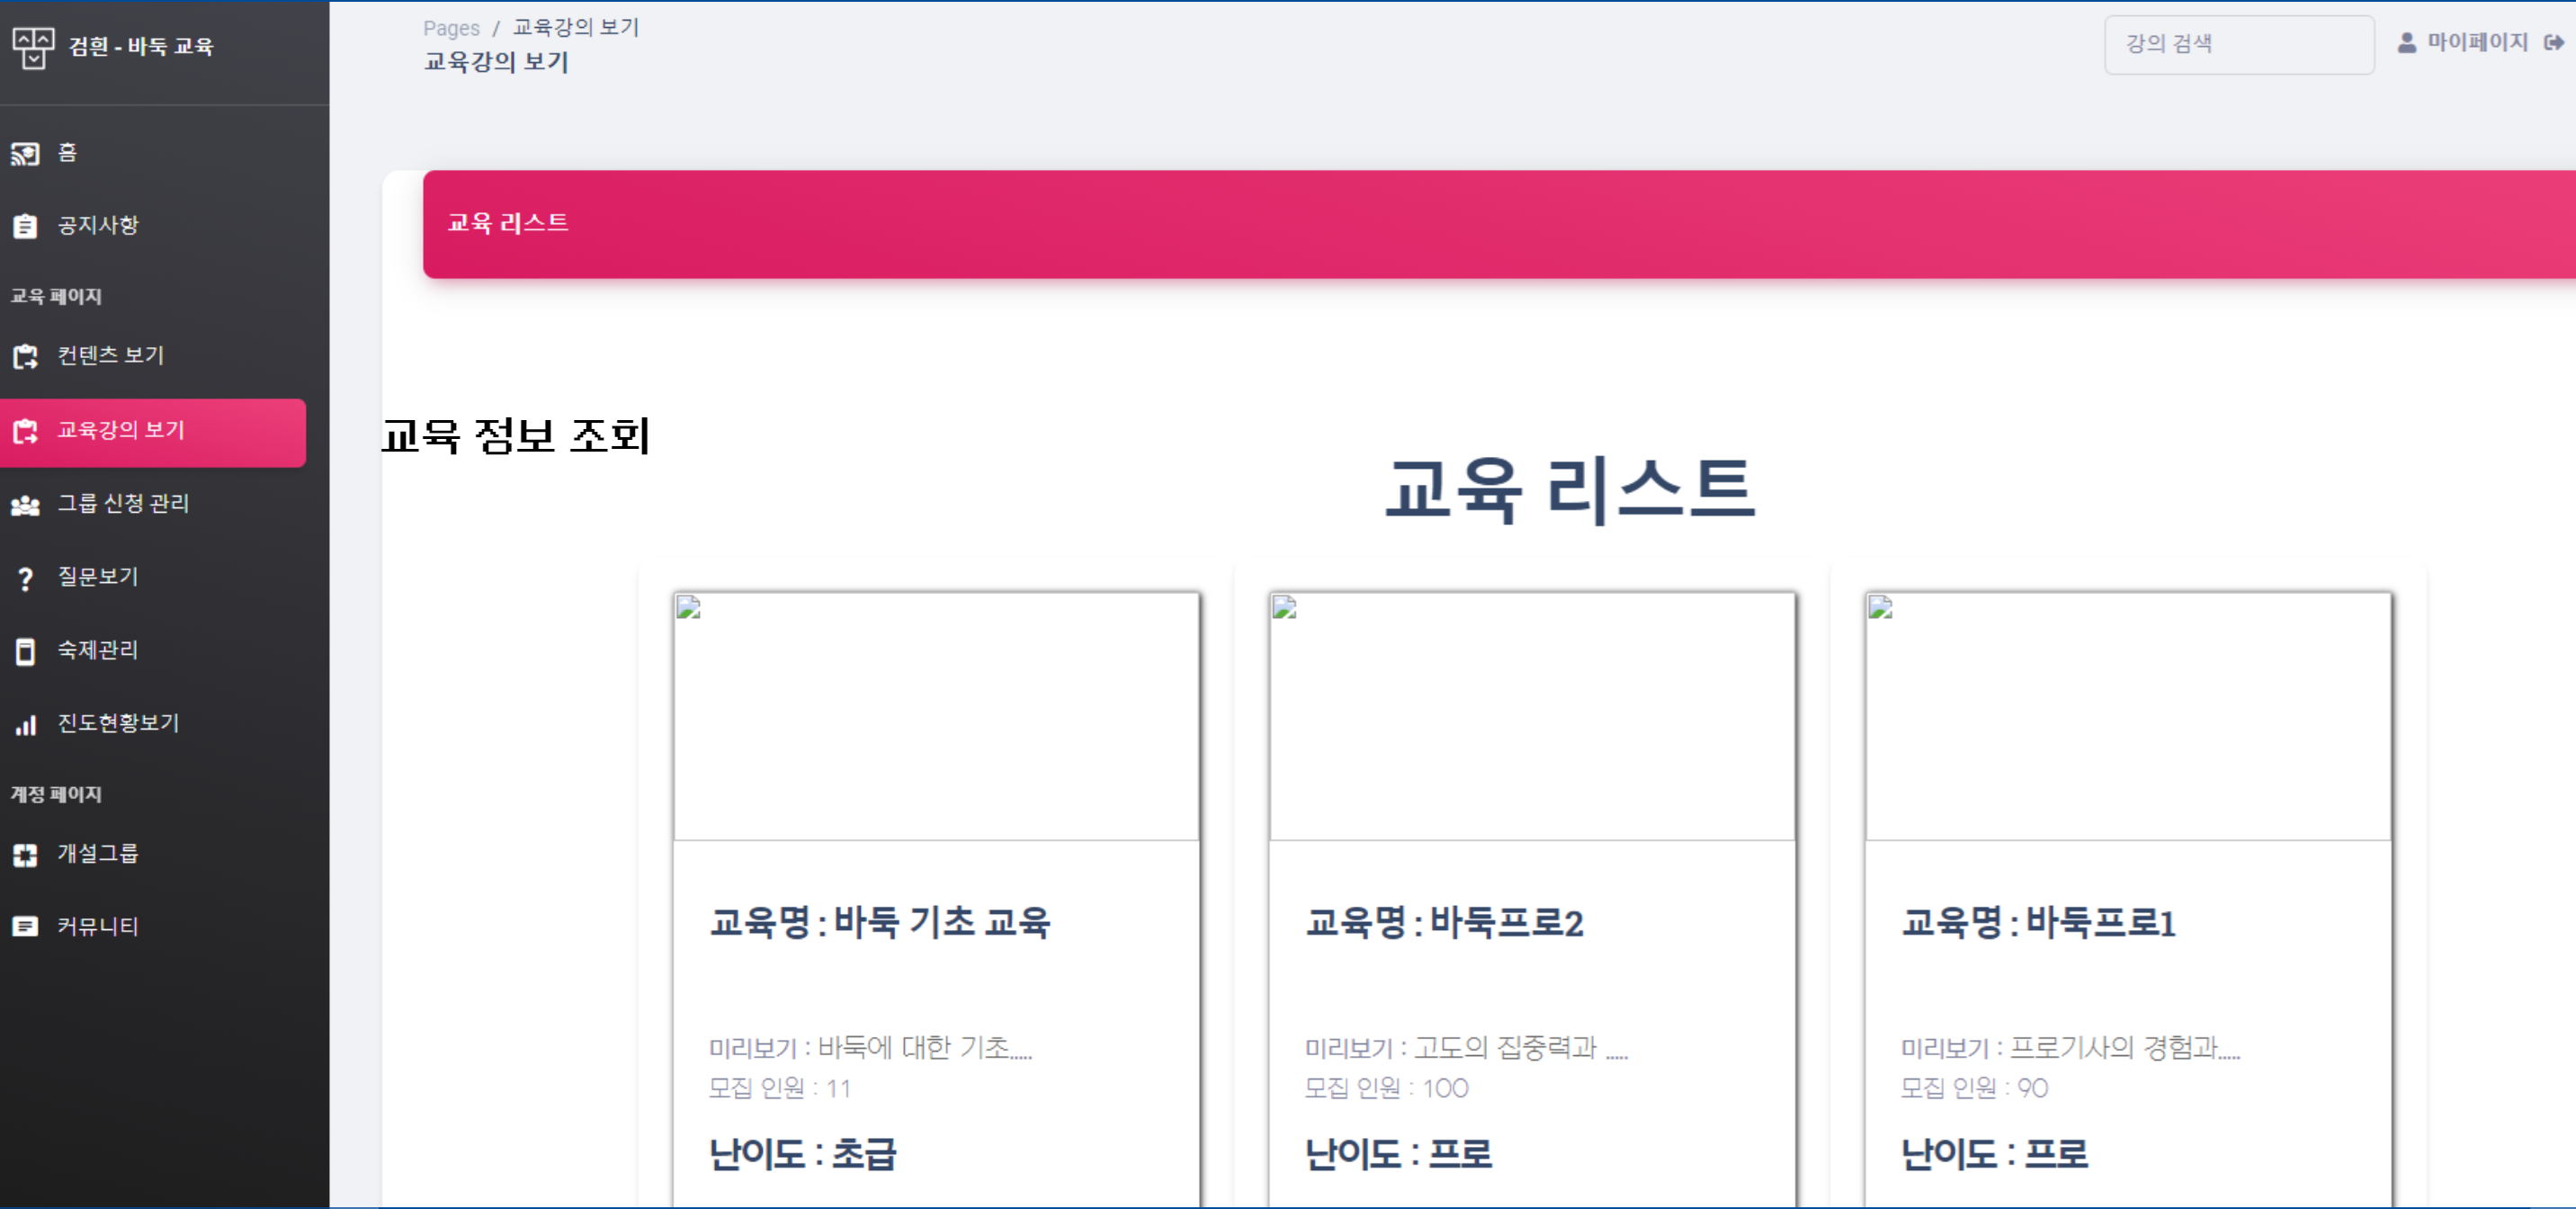 검흰 - 바둑 교육
홈
공지사항
교육 페이지
컨텐츠 보기
교육강의 보기
그룹 신청 관리
질문보기
숙제관리
진도현황보기
계정 페이지
개설그룹
커뮤니티
Pages / 교육강의 보기
교육강의 보기
강의 검색
마이페이지
교육 리스트
교육 정보 조회
교육 리스트
교육명 : 바둑 기초 교육
미리보기 : 바둑에 대한 기초.....
모집 인원 : 11
난이도 : 초급
교육명 : 바둑프로2
미리보기 : 고도의 집중력과 .....
모집 인원 : 100
난이도 : 프로
교육명 : 바둑프로1
미리보기 : 프로기사의 경험과.....
모집 인원 : 90
난이도 : 프로